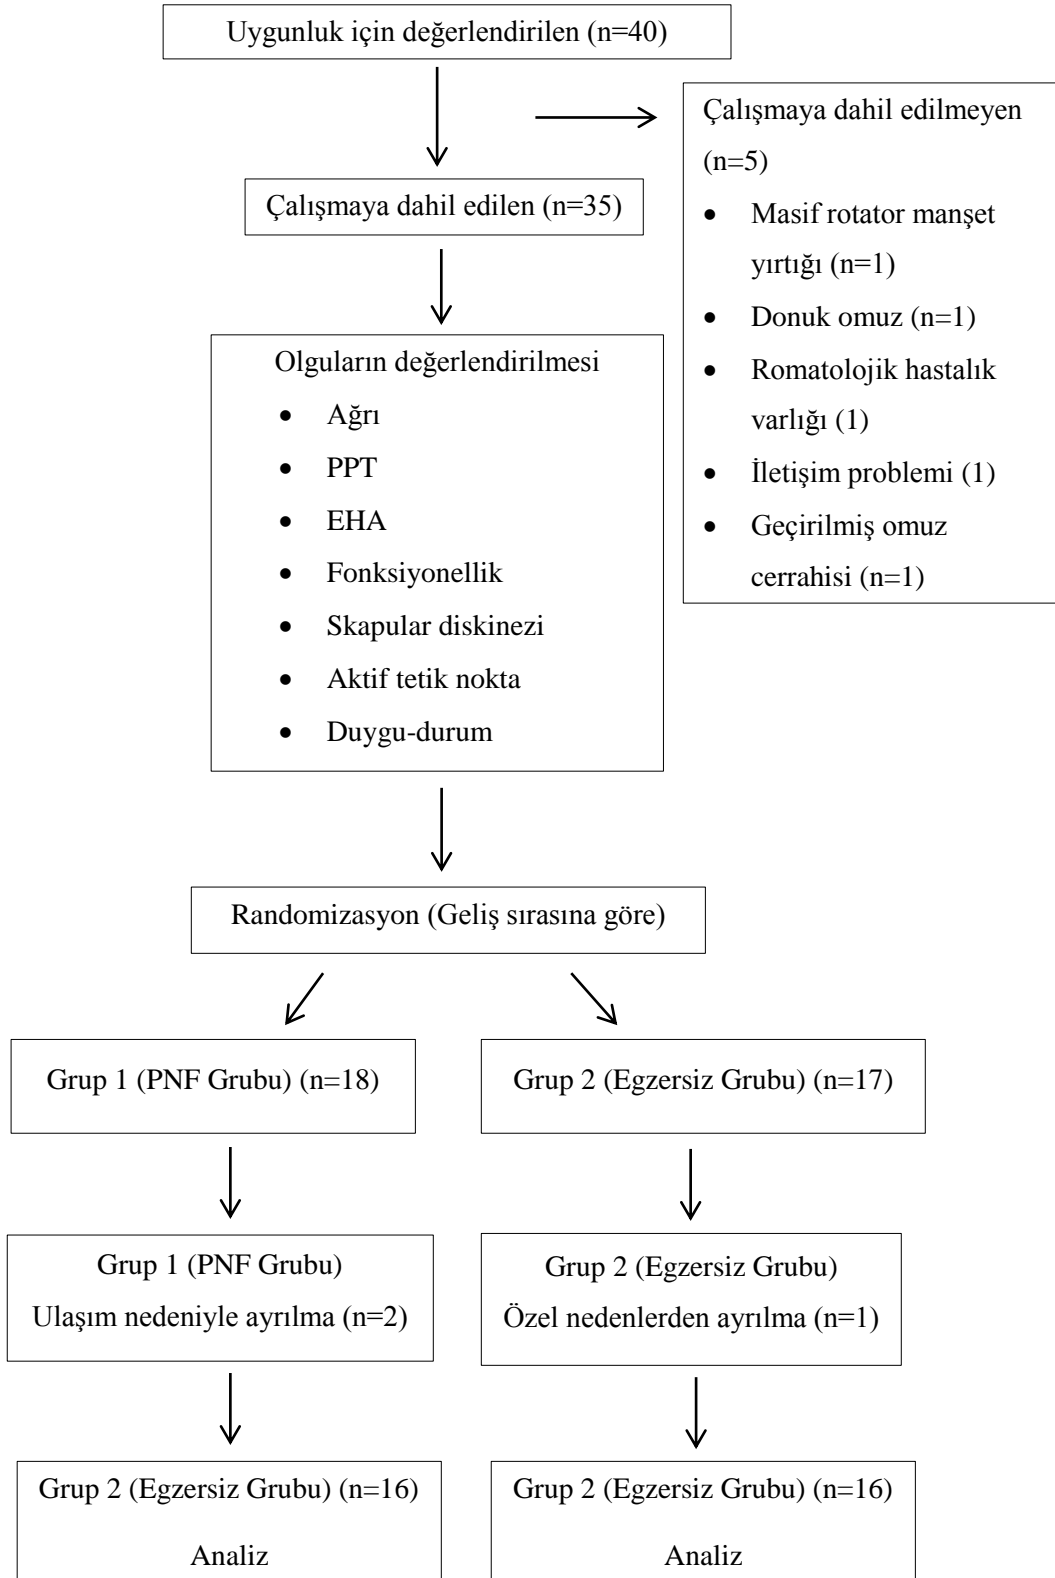 Uygunluk için değerlendirilen (n=40)
Çalışmaya dahil edilmeyen
(n=5)
• Masif rotator manşet
yırtığı (n=1)
• Donuk omuz (n=1)
• Romatolojik hastalık
varlığı (1)
• İletişim problemi (1)
• Geçirilmiş omuz
cerrahisi (n=1)
Çalışmaya dahil edilen (n=35)
Olguların değerlendirilmesi
• Ağrı
• PPT
• EHA
• Fonksiyonellik
• Skapular diskinezi
• Aktif tetik nokta
• Duygu-durum
Randomizasyon (Geliş sırasına göre)
Grup 1 (PNF Grubu) (n=18)
Grup 2 (Egzersiz Grubu) (n=17)
Grup 1 (PNF Grubu)
Ulaşım nedeniyle ayrılma (n=2)
Grup 2 (Egzersiz Grubu)
Özel nedenlerden ayrılma (n=1)
Grup 2 (Egzersiz Grubu) (n=16)
Analiz
Grup 2 (Egzersiz Grubu) (n=16)
Analiz